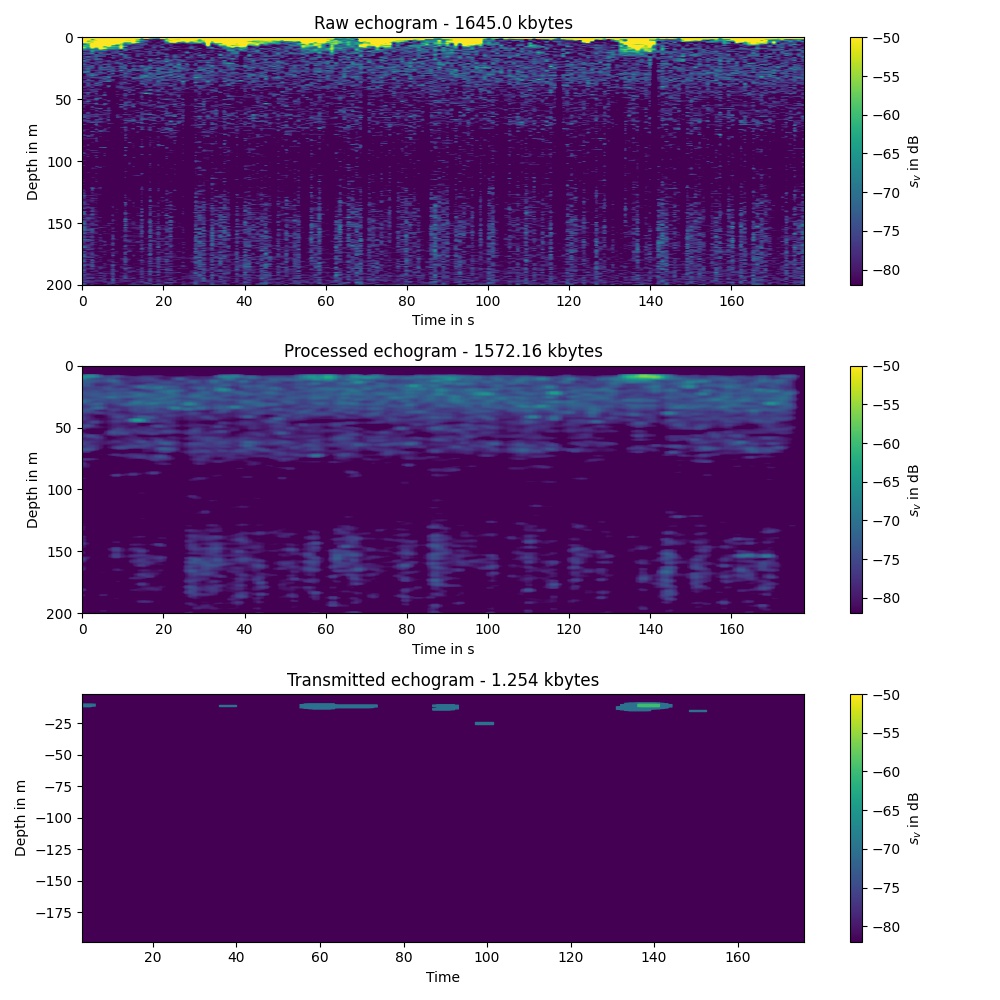 Raw echogram - 1645.0 kbytes
0
50
100
150
200
Depth in m
0 20 40 60 80 100 120 140 160
Time in s
−50
−55
−60
−65
−70
−75
−80
sv in dB
Processed echogram - 1572.16 kbytes
0
50
100
150
200
Depth in m
0 20 40 60 80 100 120 140 160
Time in s
−50
−55
−60
−65
−70
−75
−80
sv in dB
Transmitted echogram - 1.254 kbytes
−25
−50
−75
−100
−125
−150
−175
Depth in m
20 40 60 80 100 120 140 160
Time
−50
−55
−60
−65
−70
−75
−80
sv in dB